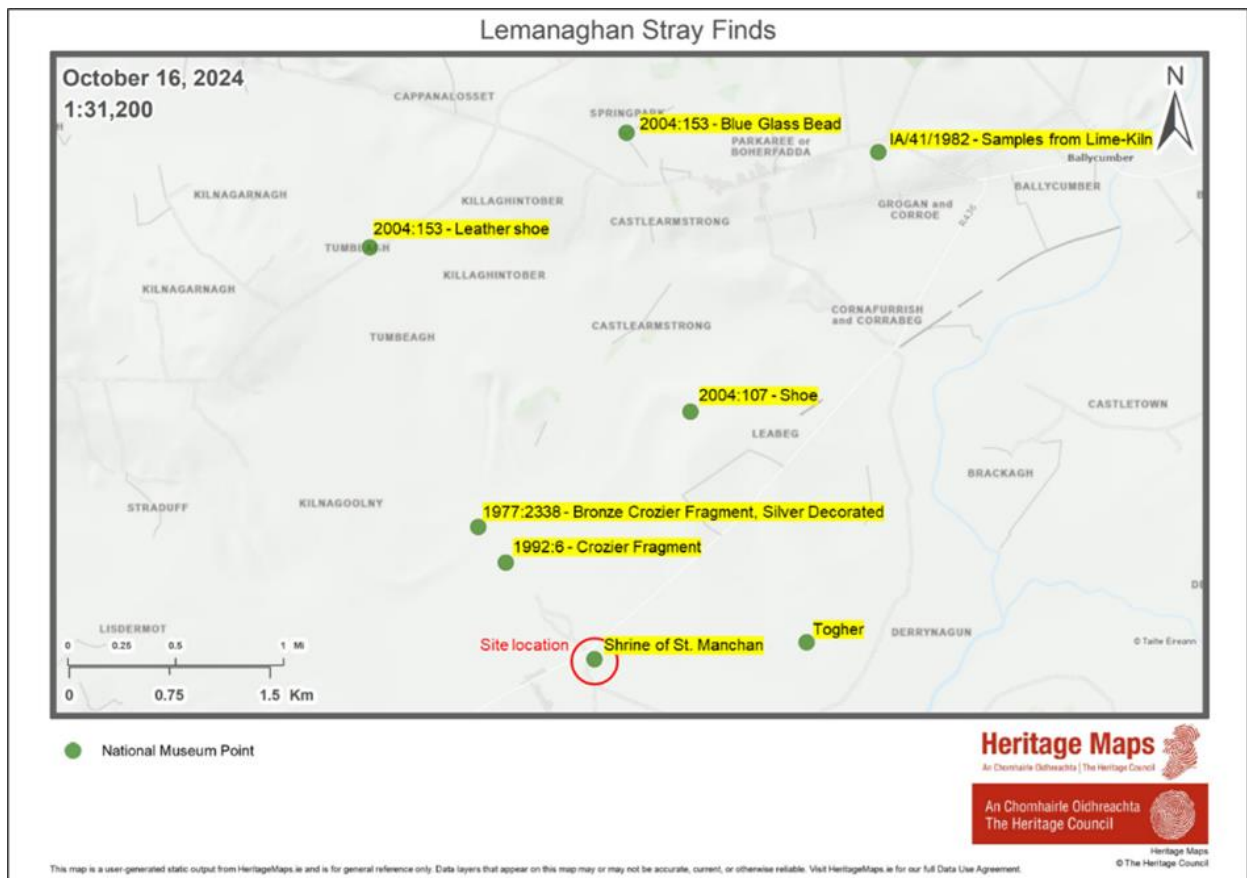 Lemanaghan Stray Finds
October 16, 2024
1:31,200
N
CAPPANALOSSET
SPRINGPARK
2004:153 - Blue Glass Bead
PARKAREE or
BOHERFADDA
IA/41/1982 - Samples from Lime-Kiln
Ballycumber
BALLYCUMBER
KILNAGARNAGH
KILLAGHINTOBER
GROGAN and
CORROE
R436
CASTLEARMSTRONG
2004:153 - Leather shoe
TUMBEAGH
KILLAGHINTOBER
KILNAGARNAGH
CORNAFURRISH
and CORRABEG
CASTLEARMSTRONG
TUMBEAGH
2004:107 - Shoe
CASTLETOWN
LEABEG
BRACKAGH
STRADUFF
KILNAGOOLNY
1977:2338 - Bronze Crozier Fragment, Silver Decorated
1992:6 - Crozier Fragment
LISDERMOT
Togher
DERRYNAGUN
Site location
Shrine of St. Manchan
© Tailte Éireann
0 0.25 0.5 1 Mi
0 0.75 1.5 Km
National Museum Point
Heritage Maps
An Chomhairle Oidhreachta | The Heritage Council
An Chomhairle Oidhreachta
The Heritage Council
Heritage Maps
© The Heritage Council
This map is a user-generated static output from HeritageMaps.ie and is for general reference only. Data layers that appear on this map may or may not be accurate, current, or otherwise reliable. Visit HeritageMaps.ie for our full Data Use Agreement.